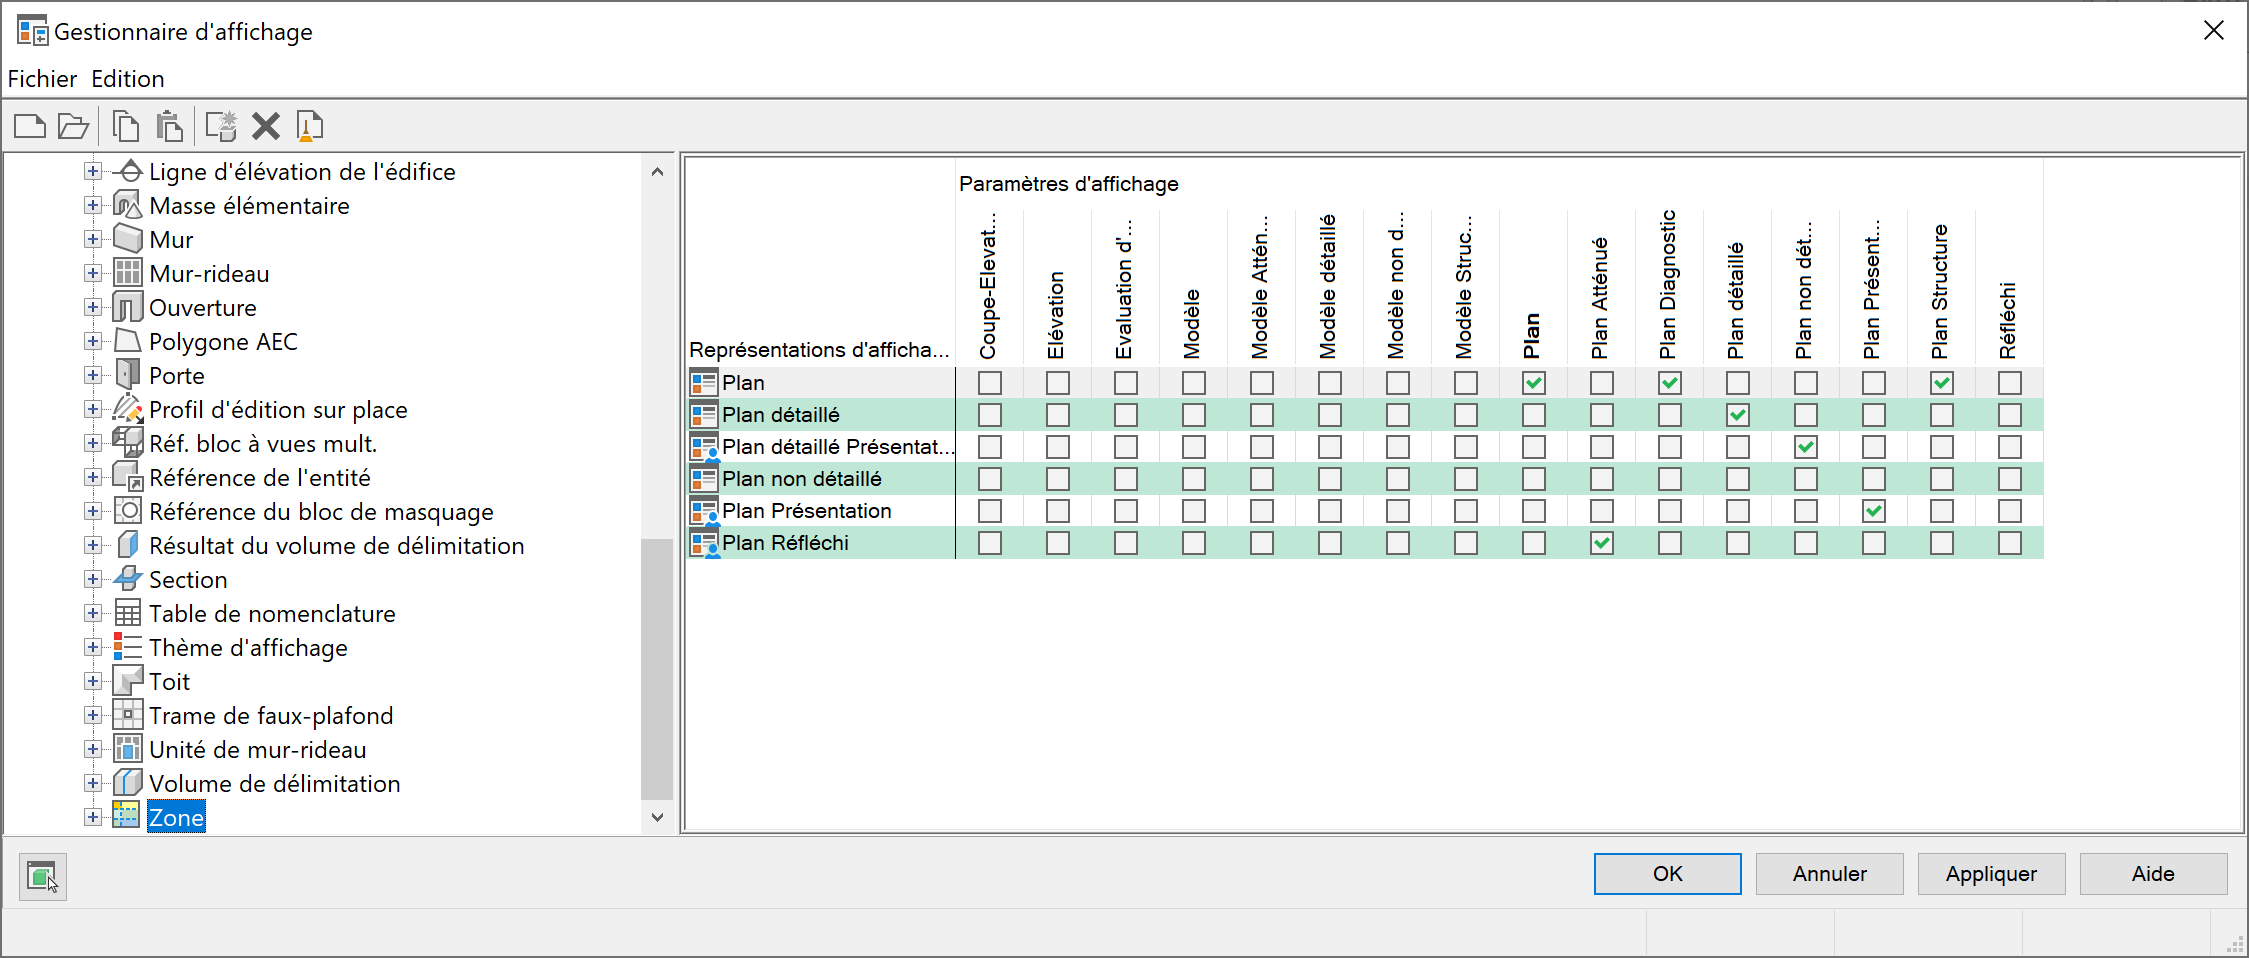 Gestionnaire d'affichage
Fichier Edition
Ligne d'élévation de l'édifice
Masse élémentaire
Mur
Mur-rideau
Ouverture
Polygone AEC
Porte
Profil d'édition sur place
Réf. bloc à vues mult.
Référence de l'entité
Référence du bloc de masquage
Résultat du volume de délimitation
Section
Table de nomenclature
Thème d'affichage
Toit
Trame de faux-plafond
Unité de mur-rideau
Volume de délimitation
Zone
Paramètres d'affichage
Représentations d'afficha...
Coupe-Elevat...
Elévation
Evaluation d'...
Modèle
Modèle Attén...
Modèle détaillé
Modèle non d...
Modèle Struc...
Plan
Plan Atténué
Plan Diagnostic
Plan détaillé
Plan non dét...
Plan Présent...
Plan Structure
Réfléchi
Plan
Plan détaillé
Plan détaillé Présentat...
Plan non détaillé
Plan Présentation
Plan Réfléchi
OK Annuler Appliquer Aide